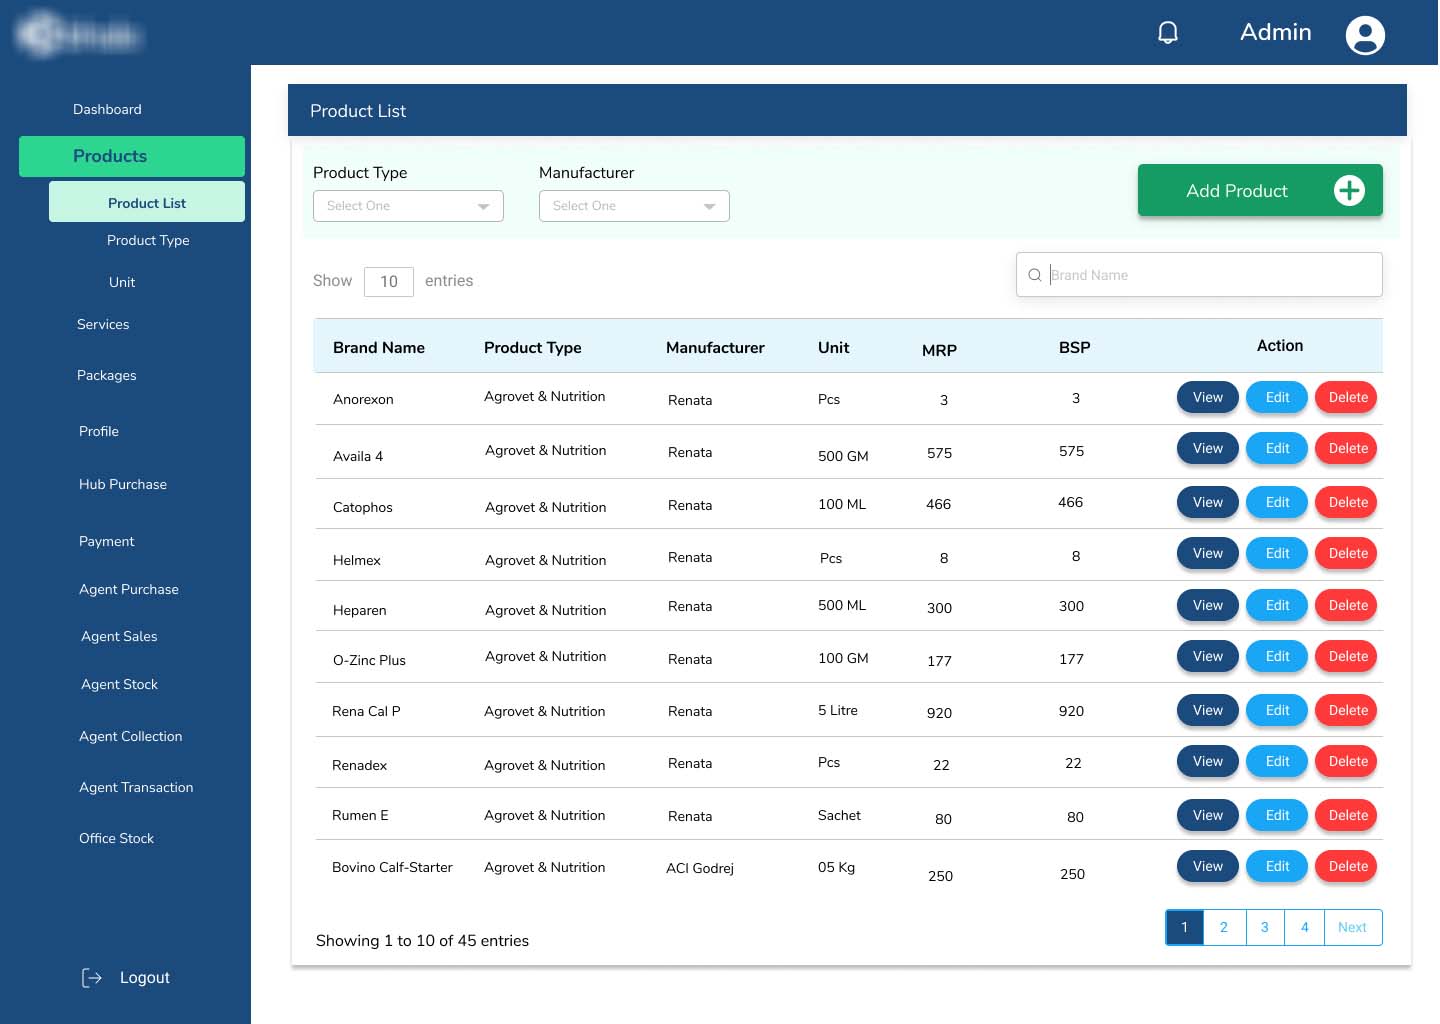 Admin
Dashboard
Products
Product List
Product Type
Unit
Services
Packages
Profile
Hub Purchase
Payment
Agent Purchase
Agent Sales
Agent Stock
Agent Collection
Agent Transaction
Office Stock
Logout
Product List
Product Type Manufacturer
Select One Select One
Add Product
Show 10 entries
Brand Name
Brand Name Product Type Manufacturer Unit MRP BSP Action
Anorexon Agrovet & Nutrition Renata Pcs 3 3 View Edit Delete
Availa 4 Agrovet & Nutrition Renata 500 GM 575 575 View Edit Delete
Catophos Agrovet & Nutrition Renata 100 ML 466 466 View Edit Delete
Helmex Agrovet & Nutrition Renata Pcs 8 8 View Edit Delete
Heparen Agrovet & Nutrition Renata 500 ML 300 300 View Edit Delete
O-Zinc Plus Agrovet & Nutrition Renata 100 GM 177 177 View Edit Delete
Rena Cal P Agrovet & Nutrition Renata 5 Litre 920 920 View Edit Delete
Renadex Agrovet & Nutrition Renata Pcs 22 22 View Edit Delete
Rumen E Agrovet & Nutrition Renata Sachet 80 80 View Edit Delete
Bovino Calf-Starter Agrovet & Nutrition ACI Godrej 05 Kg 250 250 View Edit Delete
Showing 1 to 10 of 45 entries
1 2 3 4 Next